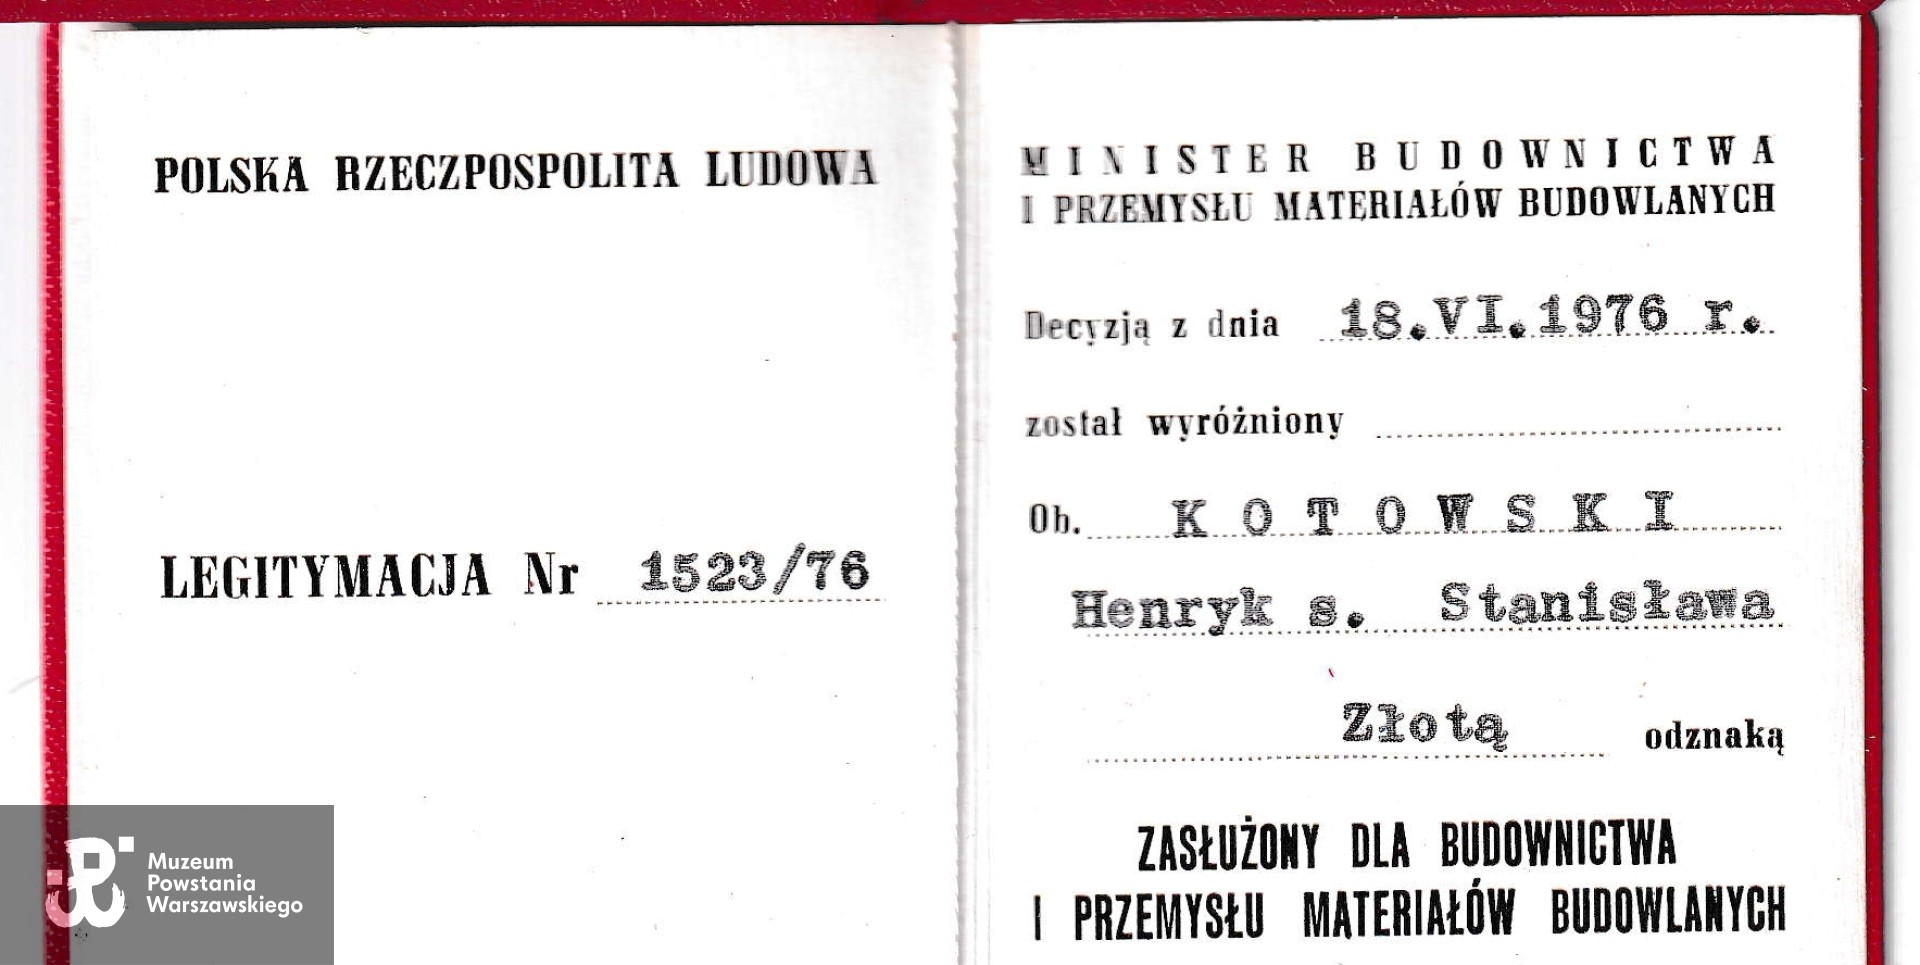 POLSKA RZECZPOSPOLITA LUDOWA
LEGITYMACJA Nr 1523/76
MINISTER BUDOWNICTWA
I PRZEMYSŁU MATERIAŁÓW BUDOWLANYCH
Decyzją z dnia 18.VI.1976 r.
został wyróżniony
Ob. KOTOWSKI
Henryk s. Stanisława
Złotą odznaką
ZASŁUŻONY DLA BUDOWNICTWA
I PRZEMYSŁU MATERIAŁÓW BUDOWLANYCH
Muzeum
Powstania
Warszawskiego